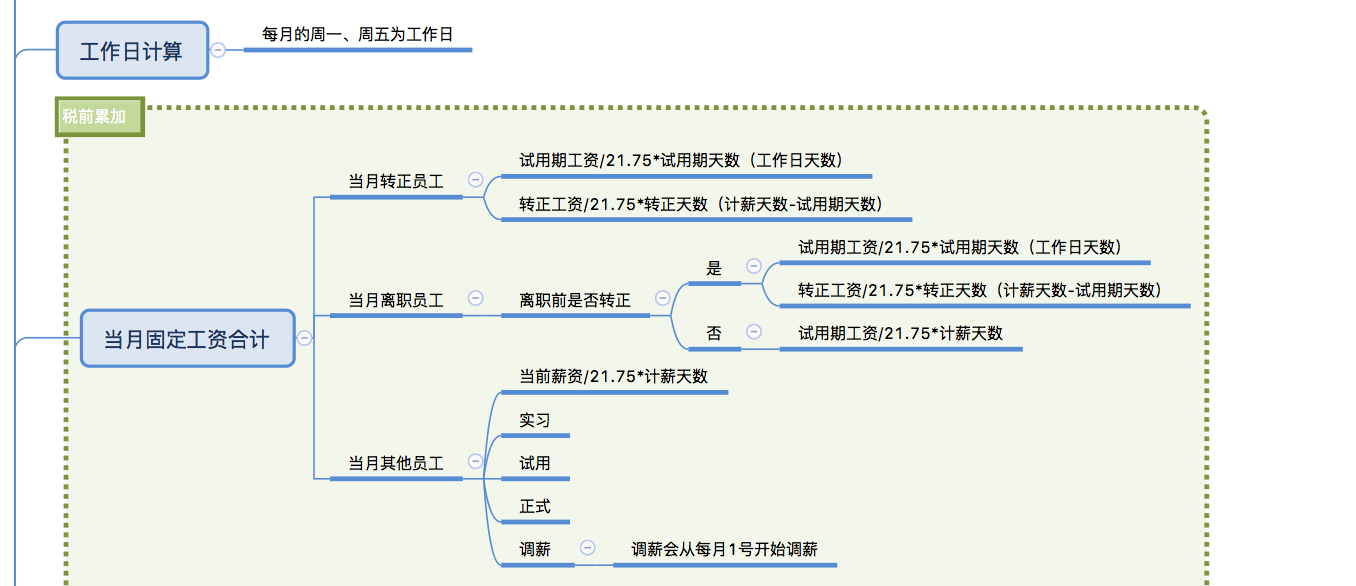 每月的周一、周五为工作日
工作日计算
税前累加
试用期工资/21.75*试用期天数（工作日天数）
当月转正员工
转正工资/21.75*转正天数（计薪天数-试用期天数）
试用期工资/21.75*试用期天数（工作日天数）
是
转正工资/21.75*转正天数（计薪天数-试用期天数）
当月离职员工
离职前是否转正
否
试用期工资/21.75*计薪天数
当月固定工资合计
当前薪资/21.75*计薪天数
实习
当月其他员工
试用
正式
调薪
调薪会从每月1号开始调薪